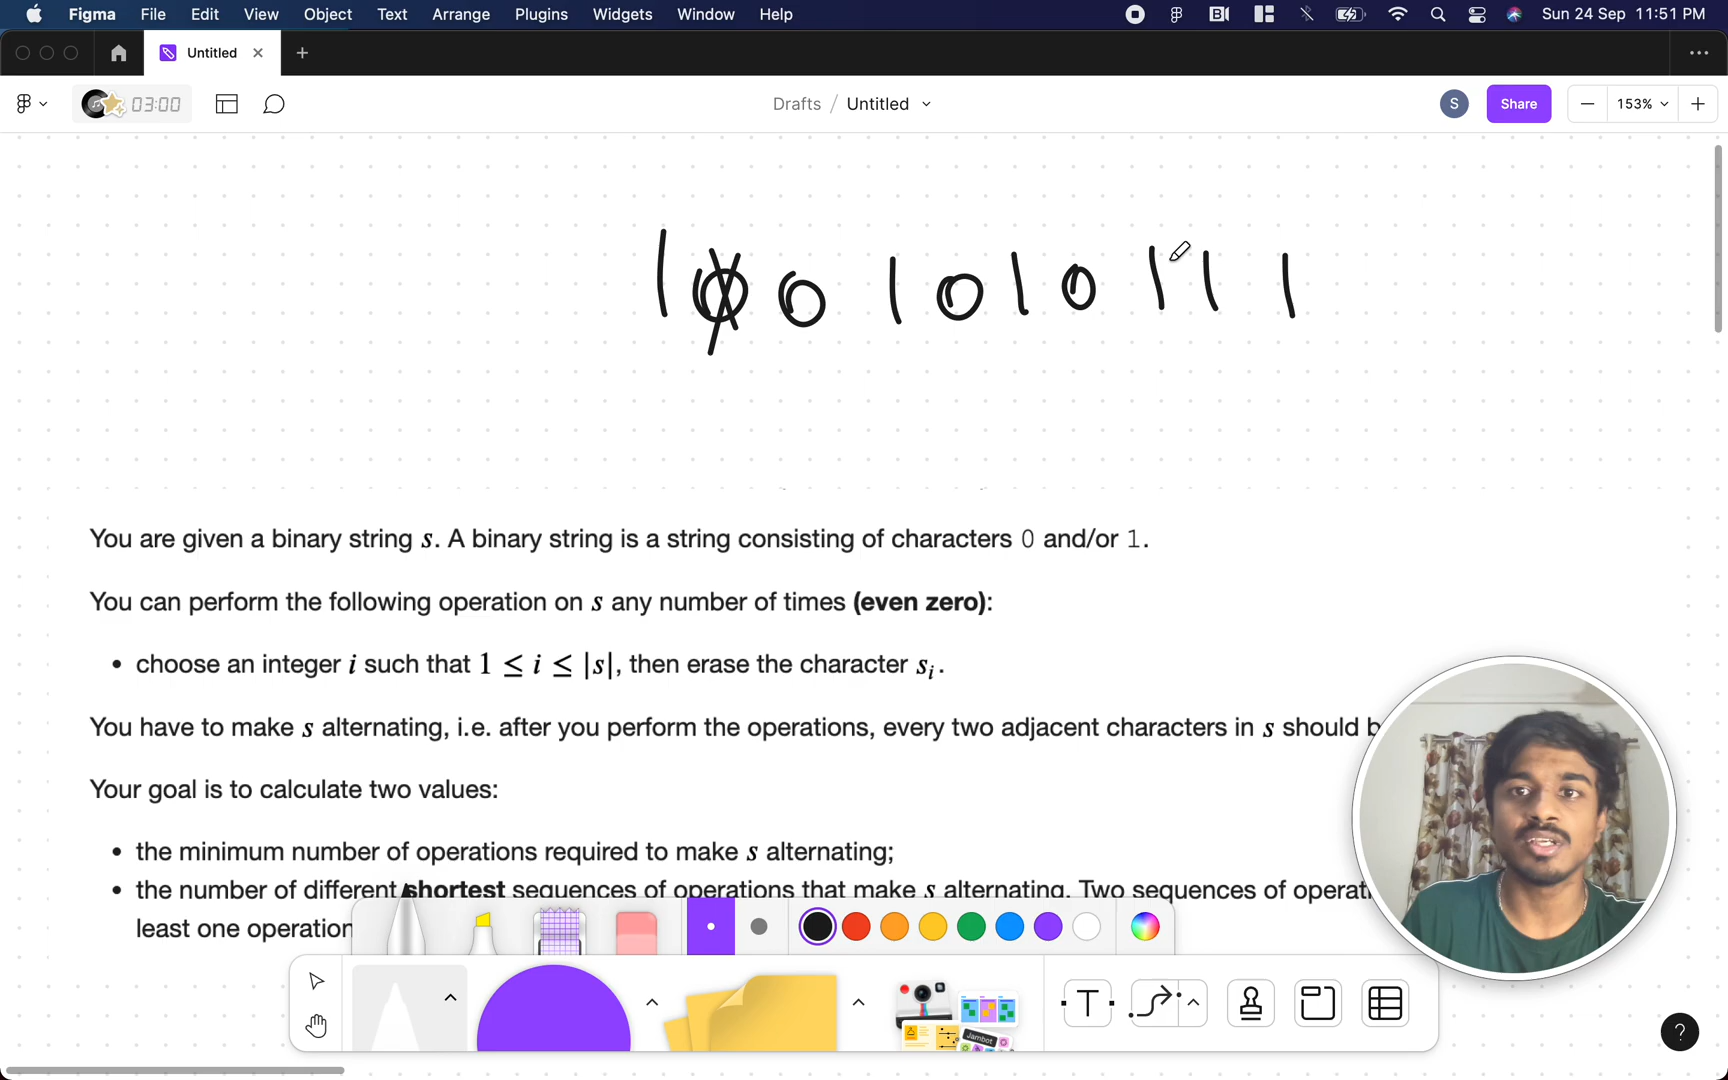 Figma File Edit View Object Text Arrange Plugins Widgets Window Help Sun 24 Sep 11:51 PM
Untitled
03:00 Drafts / Untitled S Share 153%
1 0 0 1 0 1 0 1 1 1
You are given a binary string s. A binary string is a string consisting of characters 0 and/or 1.
You can perform the following operation on s any number of times (even zero):
• choose an integer i such that 1 ≤ i ≤ |s|, then erase the character sᵢ.
You have to make s alternating, i.e. after you perform the operations, every two adjacent characters in s should b
Your goal is to calculate two values:
• the minimum number of operations required to make s alternating;
• the number of different shortest sequences of operations that make s alternating. Two sequences of operati
least one operation
T
Jambot
?